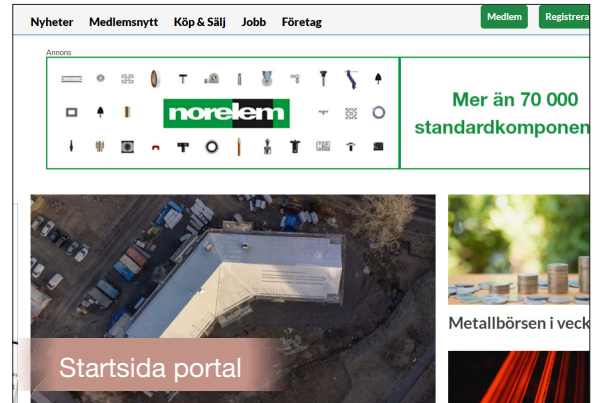 Nyheter Medlemsnytt Köp & Sälj Jobb Företag
Medlem Registrera
Annons
norelem
Mer än 70 000
standardkomponen
Metallbörsen i veck
Startsida portal